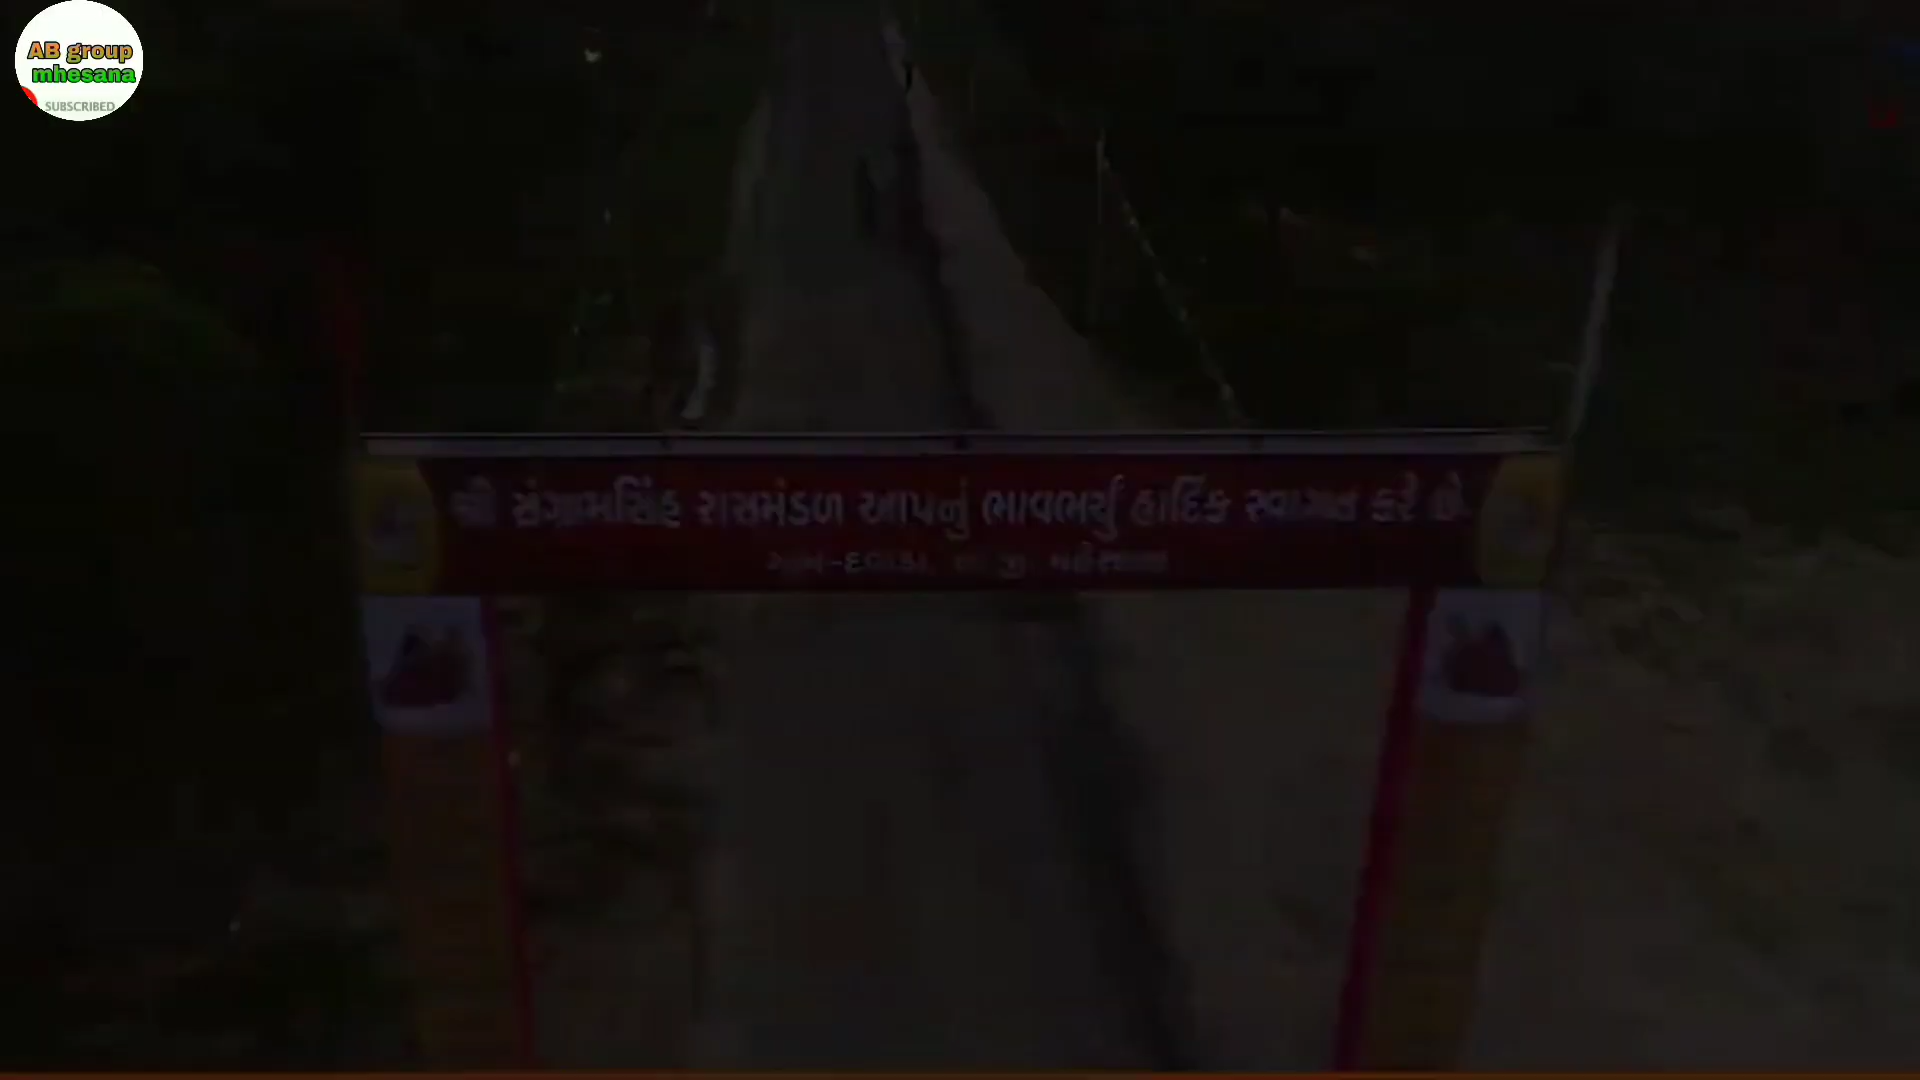 AB group
mhesana
SUBSCRIBED
શ્રી સંગ્રામસિંહ રાસમંડળ આપનું ભાવભર્યુ હાર્દિક સ્વાગત કરે છે.